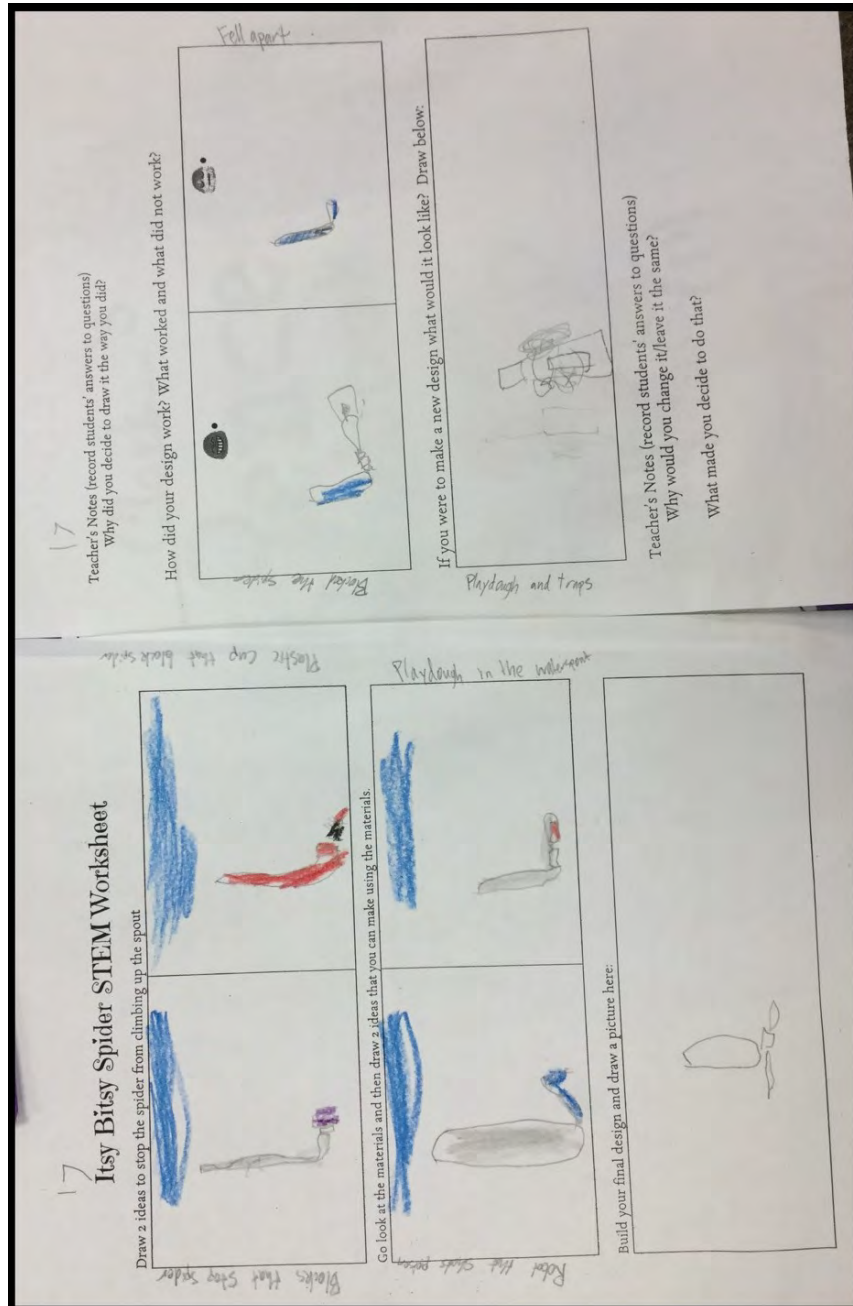 17
Itsy Bitsy Spider STEM Worksheet
Draw 2 ideas to stop the spider from climbing up the spout
Blocks that stop spider
Plastic cup that block spider
Go look at the materials and then draw 2 ideas that you can make using the materials.
Robot that shoots poison
Playdough in the
Build your final design and draw a picture here:
17
Teacher's Notes (record students' answers to questions)
Why did you decide to draw it the way you did?
How did your design work? What worked and what did not work?
Blocked the spider
Fell apart.
If you were to make a new design what would it look like? Draw below:
Playdough and traps
Teacher's Notes (record students' answers to questions)
Why would you change it/leave it the same?
What made you decide to do that?